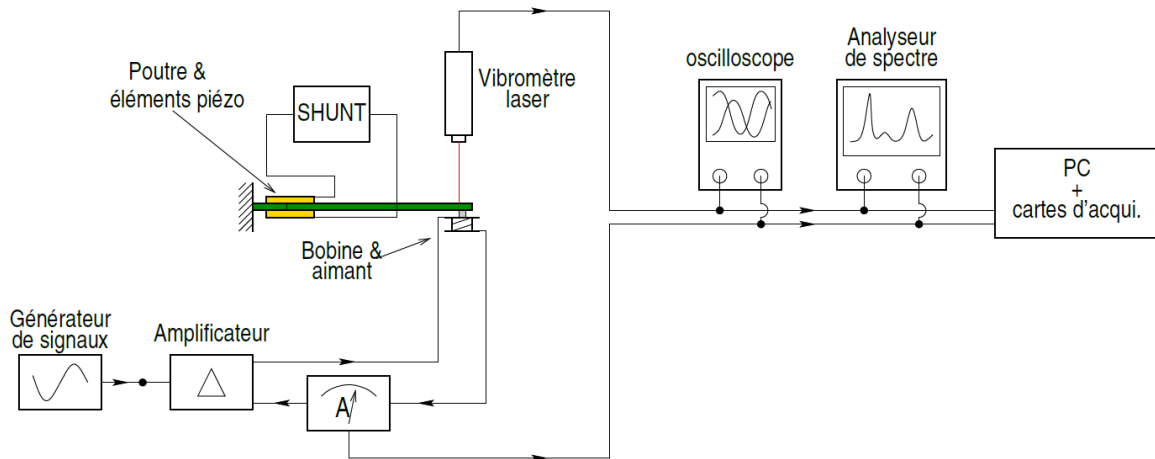 Poutre &
éléments piézo
SHUNT
Vibromètre
laser
oscilloscope
Analyseur
de spectre
PC
+
cartes d'acqui.
Bobine &
aimant
Générateur
de signaux
Amplificateur
A